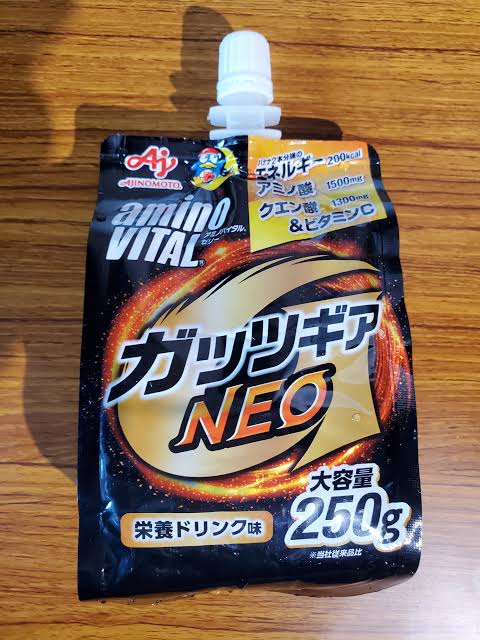 Aj
AJINOMOTO
amino
VITAL®
アミノバイタル®
ゼリー
バナナ2本分弾の
エネルギー 200kcal
アミノ酸 1500mg
クエン酸 1300mg
&ビタミンC
ガッツギア
NEO
大容量
250g
※当社従来品比
栄養ドリンク味